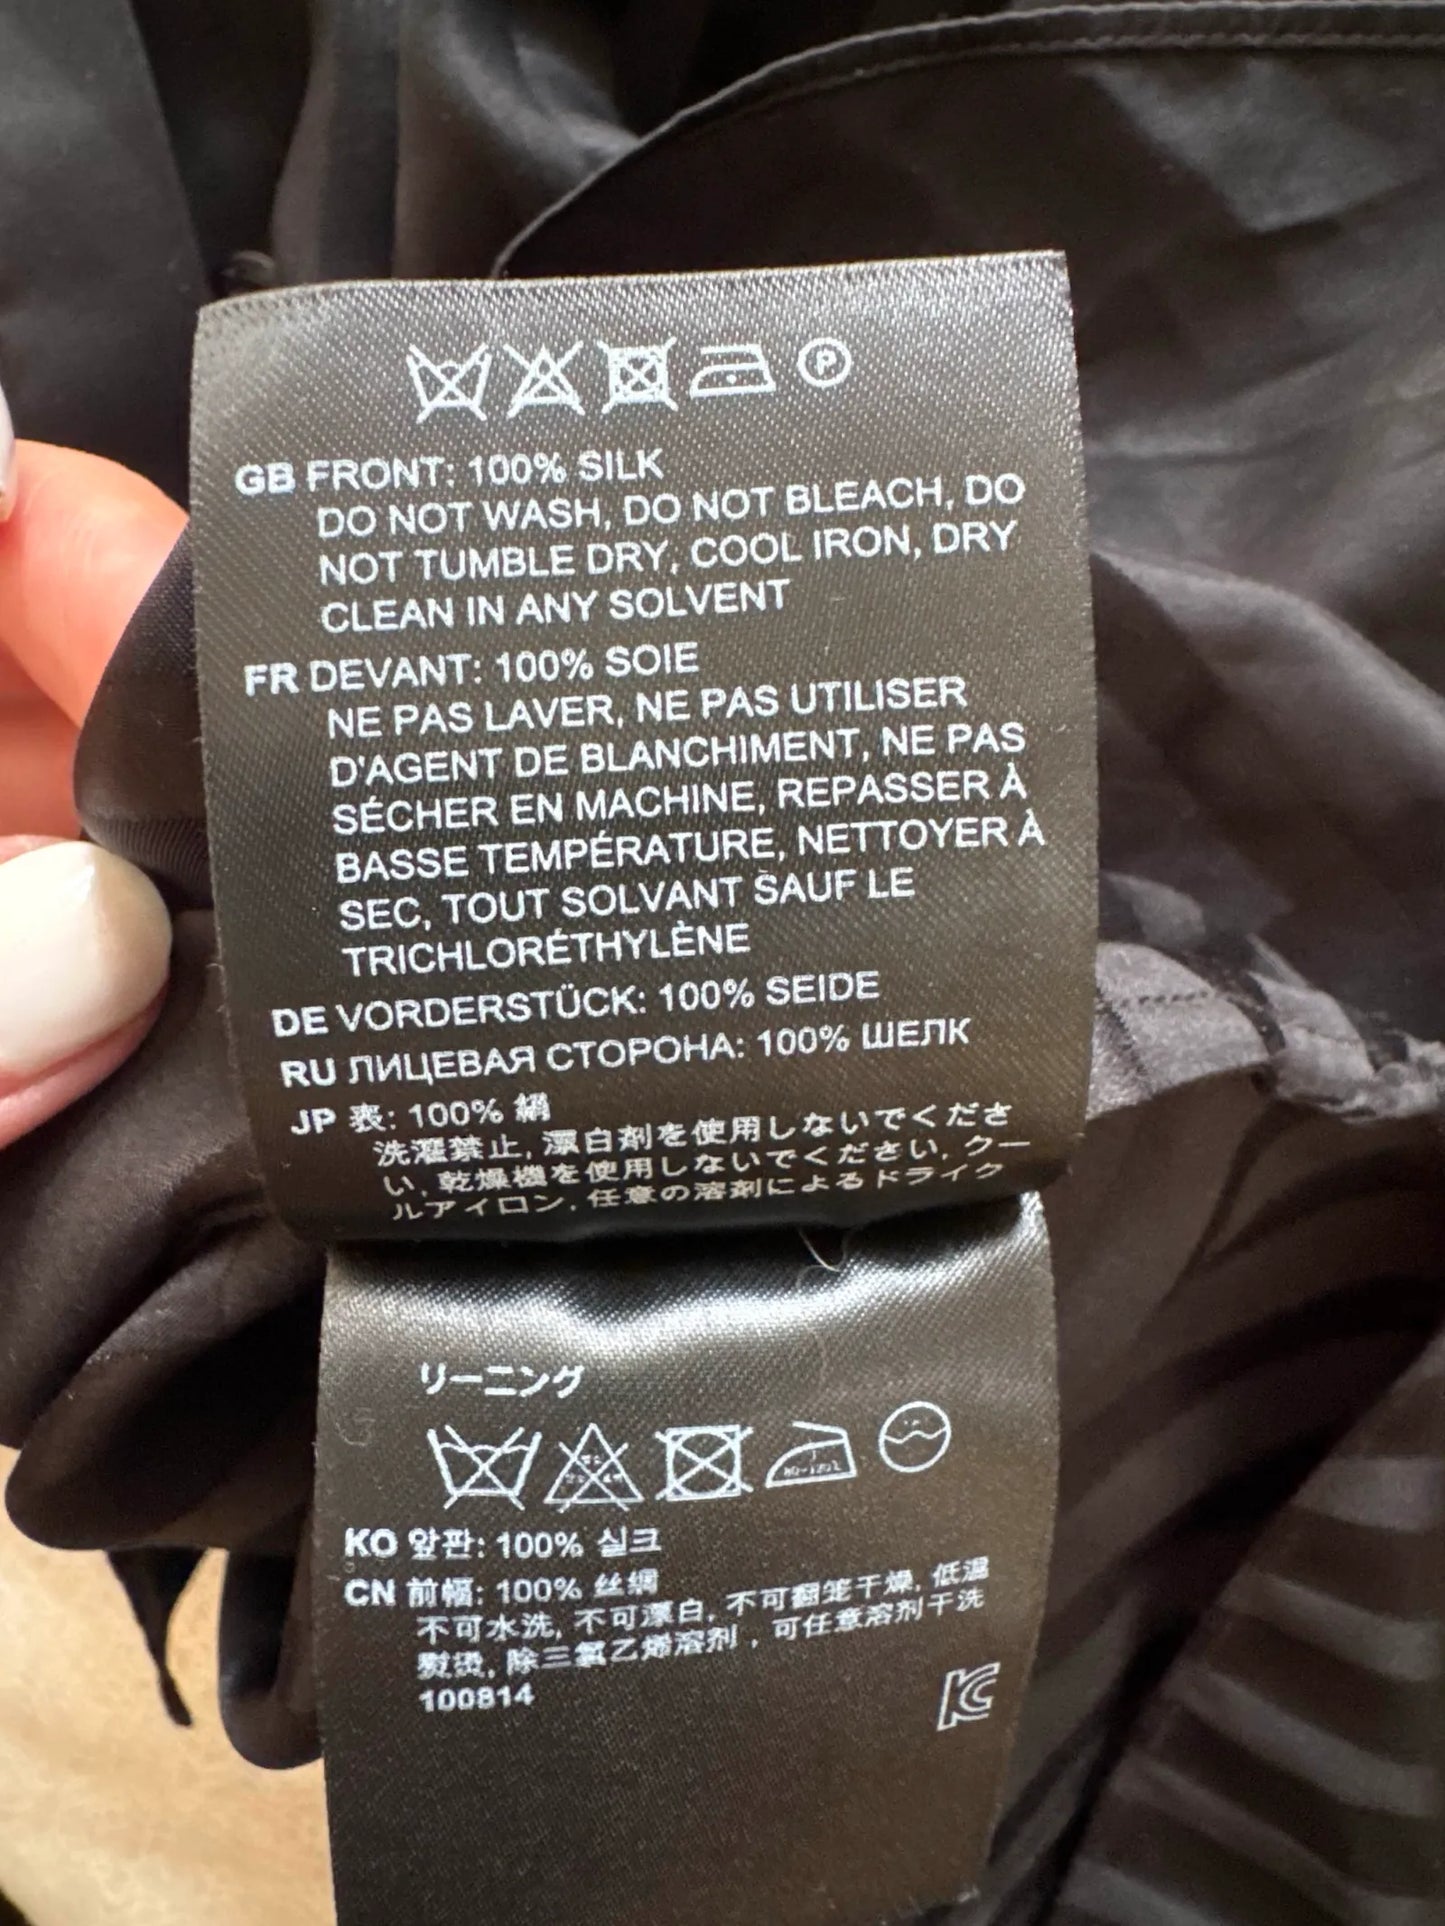 P
GB FRONT: 100% SILK
DO NOT WASH, DO NOT BLEACH, DO
NOT TUMBLE DRY, COOL IRON, DRY
CLEAN IN ANY SOLVENT
FR DEVANT: 100% SOIE
NE PAS LAVER, NE PAS UTILISER
D'AGENT DE BLANCHIMENT, NE PAS
SÉCHER EN MACHINE, REPASSER À
BASSE TEMPÉRATURE, NETTOYER À
SEC, TOUT SOLVANT SAUF LE
TRICHLORÉTHYLÈNE
DE VORDERSTÜCK: 100% SEIDE
RU ЛИЦЕВАЯ СТОРОНА: 100% ШЕЛК
JP 表: 100% 絹
洗濯禁止, 漂白剤を使用しないでくださ
い, 乾燥機を使用しないでください, クー
ルアイロン, 任意の溶剤によるドライク
リーニング
KO 앞판: 100% 실크
CN 前幅: 100% 丝绸
不可水洗, 不可漂白, 不可翻笼干燥, 低温
熨烫, 除三氯乙烯溶剂, 可任意溶剂干洗
100814
KC